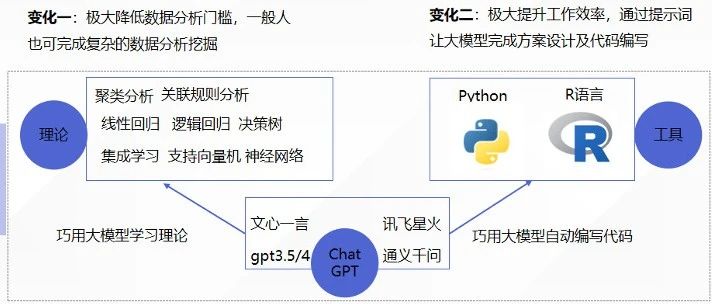 变化一：极大降低数据分析门槛，一般人
也可完成复杂的数据分析挖掘
变化二：极大提升工作效率，通过提示词
让大模型完成方案设计及代码编写
理论
聚类分析 关联规则分析
线性回归 逻辑回归 决策树
集成学习 支持向量机 神经网络
Python
R语言
R
工具
巧用大模型学习理论
文心一言
讯飞星火
gpt3.5/4
通义千问
Chat
GPT
巧用大模型自动编写代码